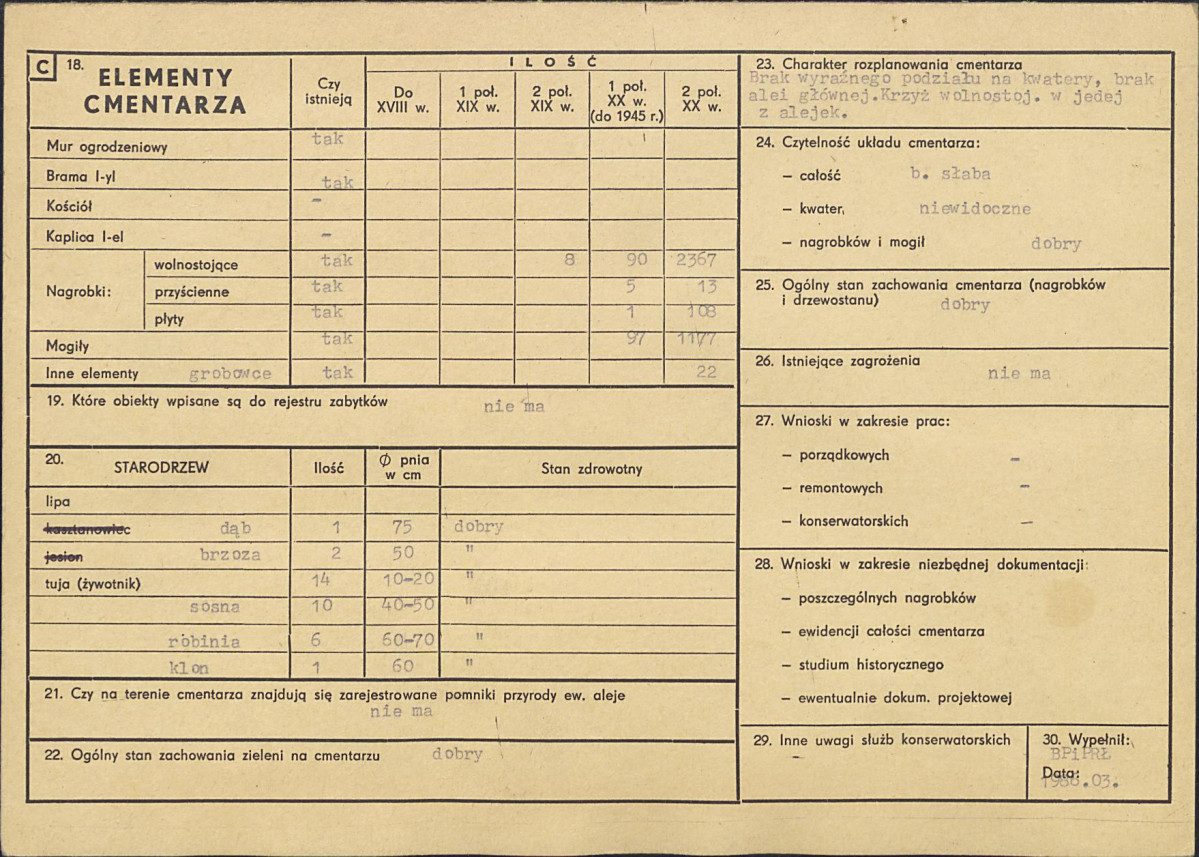 C 18. ELEMENTY CMENTARZA
Czy istnieją
I L O Ś Ć
Do XVIII w.
1 poł. XIX w.
2 poł. XIX w.
1 poł. XX w. (do 1945 r.)
2 poł. XX w.
Mur ogrodzeniowy tak
Brama I-yl tak
Kościół -
Kaplica I-el -
Nagrobki:
wolnostojące tak 8 90 2367
przyścienne tak 5 13
płyty tak 1 108
Mogiły tak 97 1177
Inne elementy grobowce tak 22
19. Które obiekty wpisane są do rejestru zabytków nie ma
20. STARODRZEW Ilość Ø pnia w cm Stan zdrowotny
lipa
kasztanowiec dąb 1 75 dobry
jesion brzoza 2 50 "
tuja (żywotnik) 14 10-20 "
sosna 10 40-50 "
robinia 6 60-70 "
klon 1 60 "
21. Czy na terenie cmentarza znajdują się zarejestrowane pomniki przyrody ew. aleje
nie ma
22. Ogólny stan zachowania zieleni na cmentarzu dobry
23. Charakter rozplanowania cmentarza
Brak wyraźnego podziału na kwatery, brak
alei głównej.Krzyż wolnostoj. w jedej
z alejek.
24. Czytelność układu cmentarza:
– całość b. słaba
– kwater, niewidoczne
– nagrobków i mogił dobry
25. Ogólny stan zachowania cmentarza (nagrobków
i drzewostanu) dobry
26. Istniejące zagrożenia
nie ma
27. Wnioski w zakresie prac:
– porządkowych -
– remontowych -
– konserwatorskich -
28. Wnioski w zakresie niezbędnej dokumentacji:
– poszczególnych nagrobków
– ewidencji całości cmentarza
– studium historycznego
– ewentualnie dokum. projektowej
29. Inne uwagi służb konserwatorskich
-
30. Wypełnił:
BPiPRŁ
Data:
1986.03.